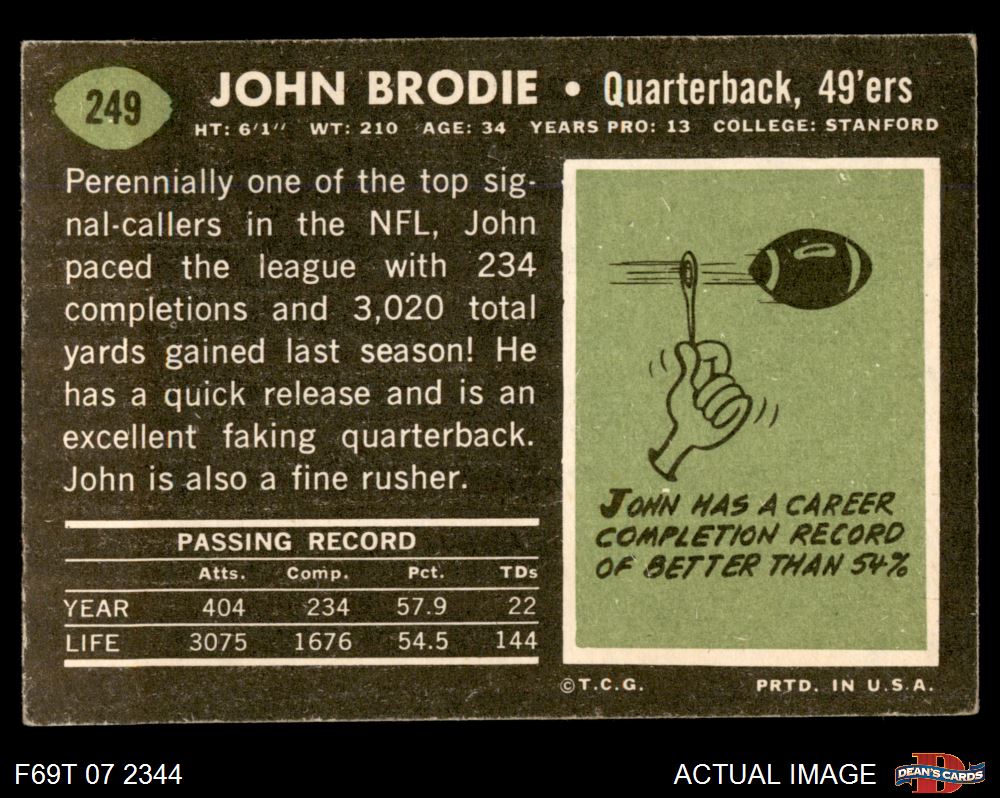 249
JOHN BRODIE • Quarterback, 49'ers
HT: 6'1" WT: 210 AGE: 34 YEARS PRO: 13 COLLEGE: STANFORD
Perennially one of the top sig-
nal-callers in the NFL, John
paced the league with 234
completions and 3,020 total
yards gained last season! He
has a quick release and is an
excellent faking quarterback.
John is also a fine rusher.
PASSING RECORD
Atts. Comp. Pct. TDs
YEAR 404 234 57.9 22
LIFE 3075 1676 54.5 144
JOHN HAS A CAREER
COMPLETION RECORD
OF BETTER THAN 54%
©T.C.G. PRTD. IN U.S.A.
F69T 07 2344
ACTUAL IMAGE
D
DEAN'S CARDS